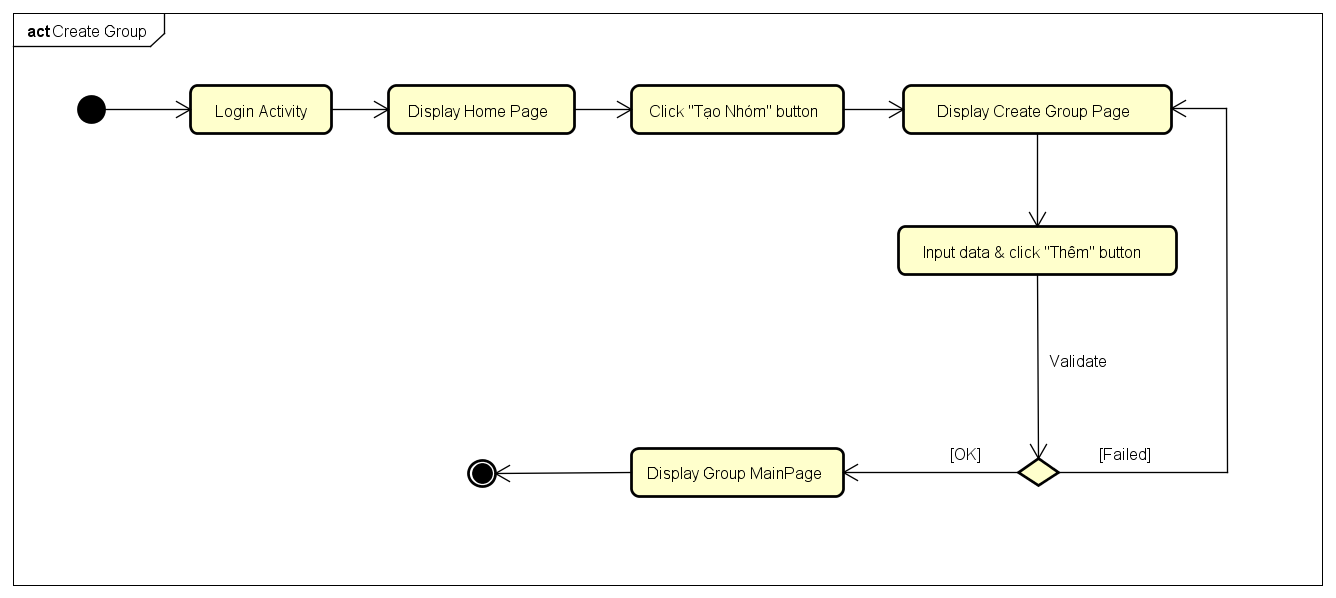 act Create Group
Login Activity
Display Home Page
Click "Tạo Nhóm" button
Display Create Group Page
Input data & click "Thêm" button
Validate
[OK]
[Failed]
Display Group MainPage